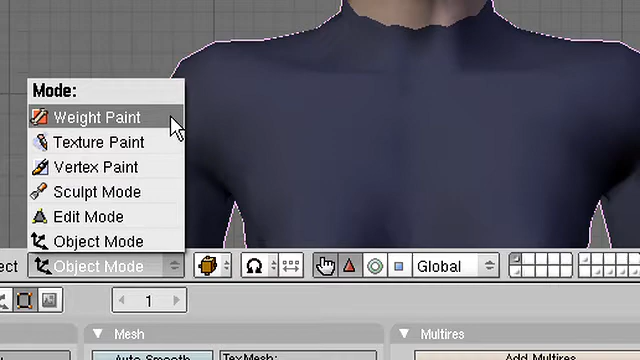 Mode:
Weight Paint
Texture Paint
Vertex Paint
Sculpt Mode
Edit Mode
Object Mode
ect Object Mode Global
1
Mesh Multires
Auto Smooth TexMesh: Add Multires